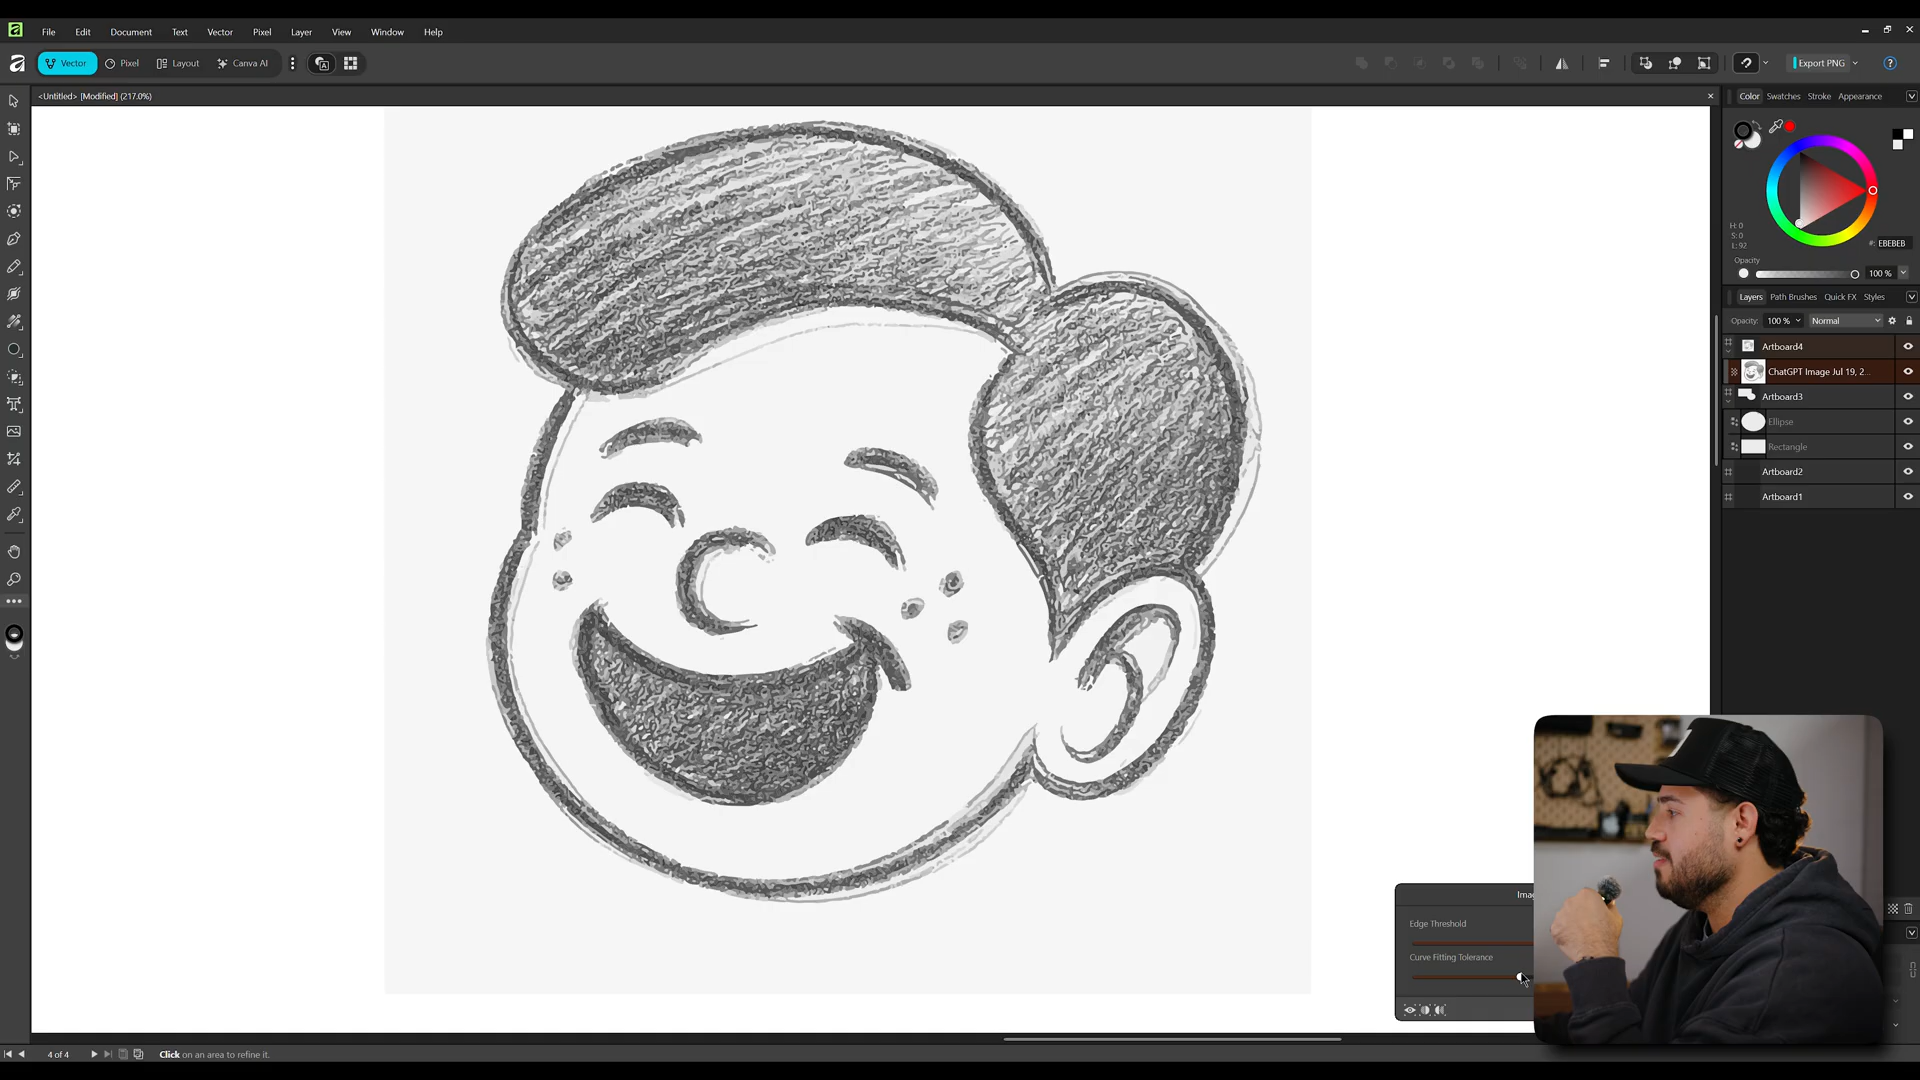 File Edit Document Text Vector Pixel Layer View Window Help
Vector Pixel Layout Canva AI Export PNG ?
<Untitled> [Modified] (217.0%)
Color Swatches Stroke Appearance
H: 0
S: 0
L: 92
#: EBEBEB
Opacity
100 %
Layers Path Brushes Quick FX Styles
Opacity: 100 % Normal
Artboard4
ChatGPT Image Jul 19, 2...
Artboard3
Ellipse
Rectangle
Artboard2
Artboard1
Edge Threshold
Curve Fitting Tolerance
4 of 4 Click on an area to refine it.